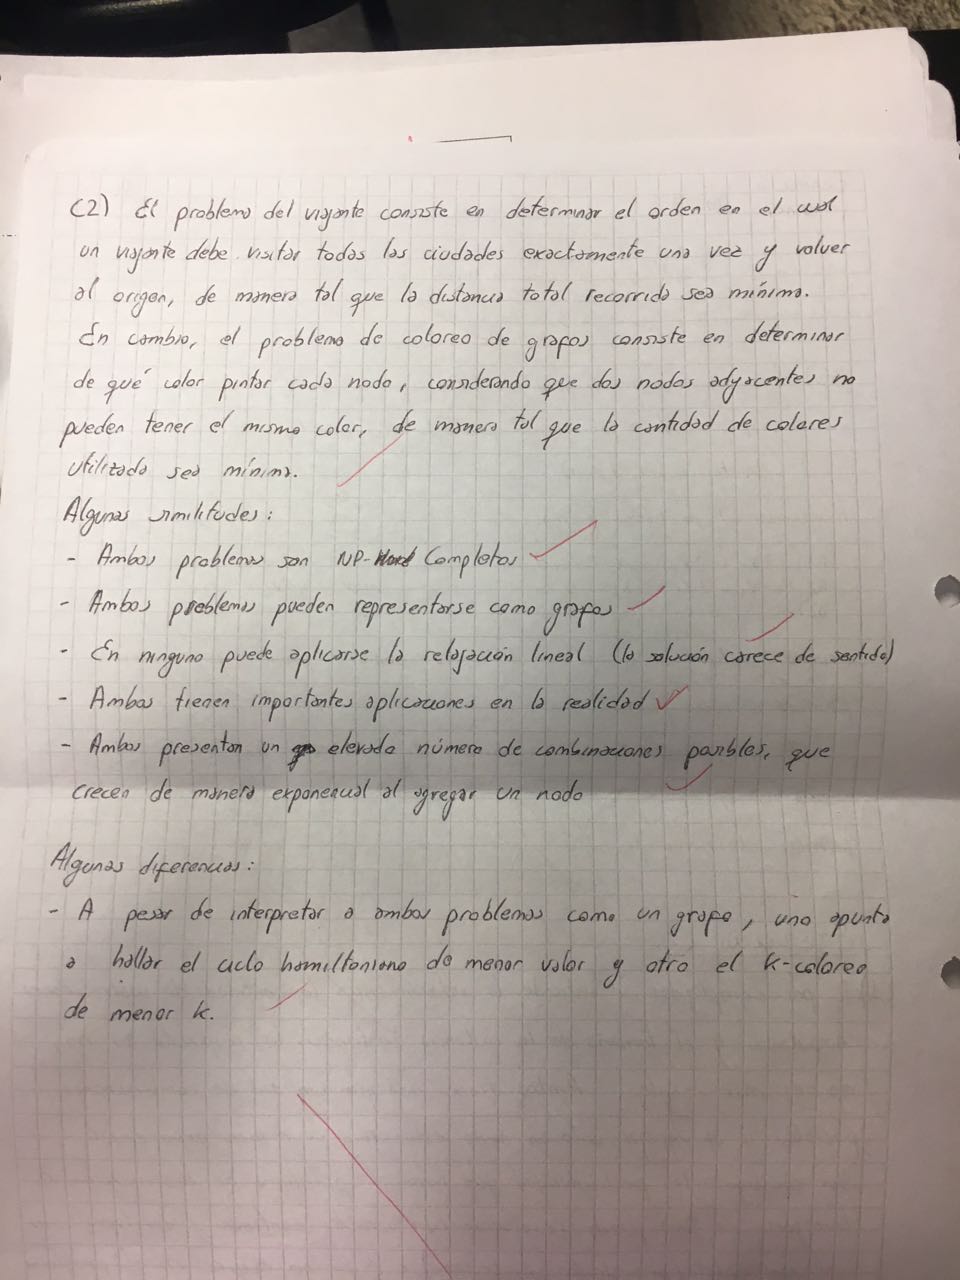 C2) El problema del viajante consiste en determinar el orden en el cual
un viajante debe visitar todas las ciudades exactamente una vez y volver
al origen, de manera tal que la distancia total recorrida sea mínima.
En cambio, el problema de coloreo de grafos consiste en determinar
de qué color pintar cada nodo, considerando que dos nodos adyacentes no
pueden tener el mismo color, de manera tal que la cantidad de colores
utilizada sea mínima.
Algunas similitudes:
- Ambos problemas son NP-Hard Completos
- Ambos problemas pueden representarse como grafos
- En ninguno puede aplicarse la relajación lineal (la solución carece de sentido)
- Ambos tienen importantes aplicaciones en la realidad
- Ambos presentan un elevado número de combinaciones posibles, que
crecen de manera exponencial al agregar un nodo
Algunas diferencias:
- A pesar de interpretar a ambos problemas como un grafo, uno apunta
a hallar el ciclo hamiltoniano de menor valor y otro el k-coloreo
de menor k.